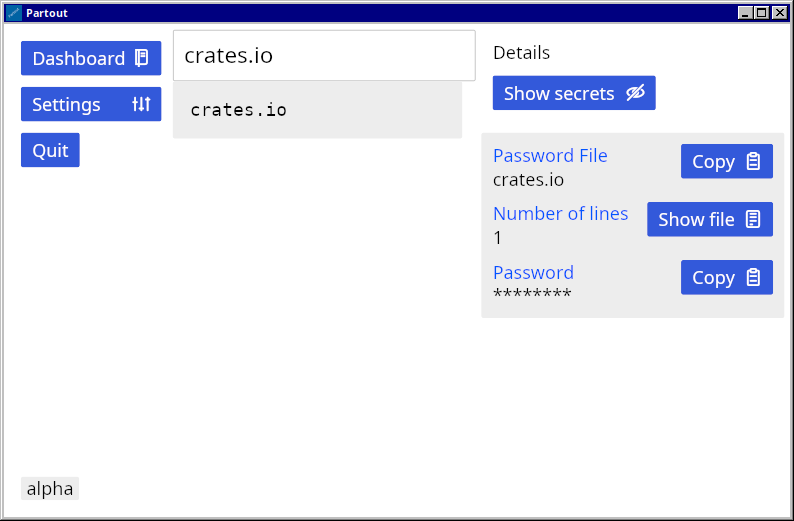 Partout
Dashboard
Settings
Quit
crates.io
crates.io
Details
Show secrets
Password File
crates.io
Copy
Number of lines
1
Show file
Password
********
Copy
alpha